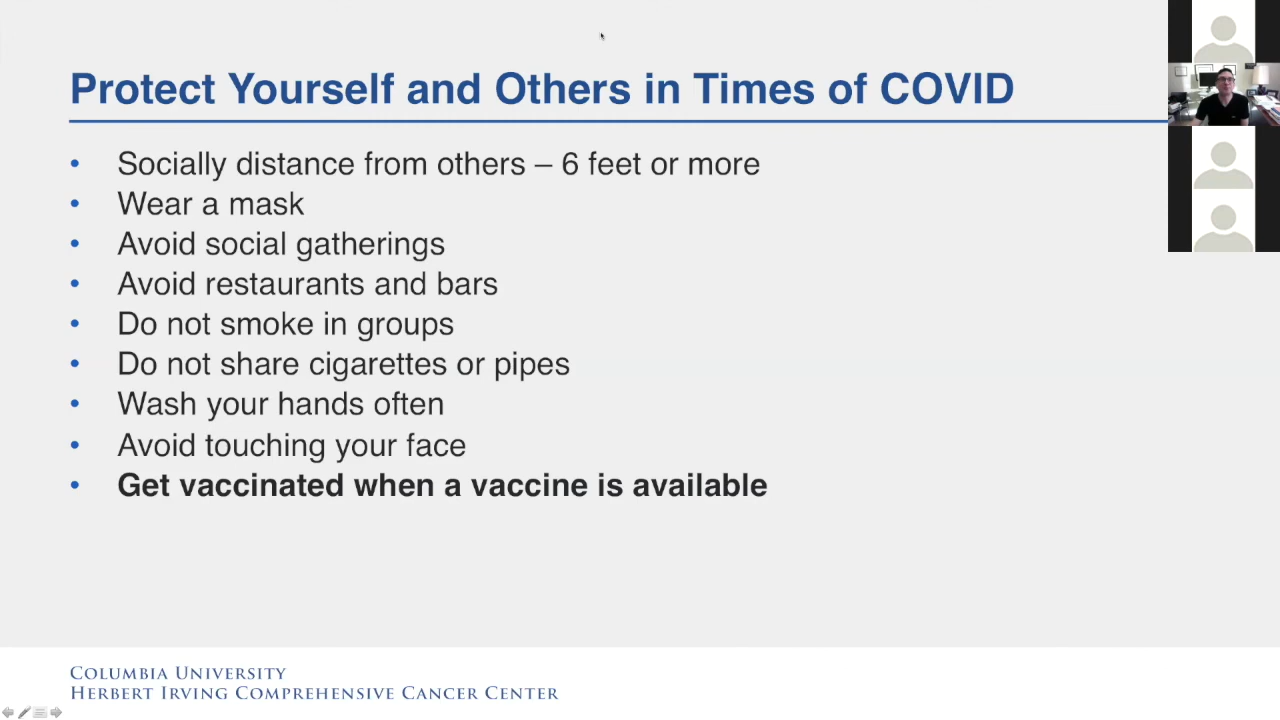 Protect Yourself and Others in Times of COVID
• Socially distance from others – 6 feet or more
• Wear a mask
• Avoid social gatherings
• Avoid restaurants and bars
• Do not smoke in groups
• Do not share cigarettes or pipes
• Wash your hands often
• Avoid touching your face
• Get vaccinated when a vaccine is available
COLUMBIA UNIVERSITY
HERBERT IRVING COMPREHENSIVE CANCER CENTER